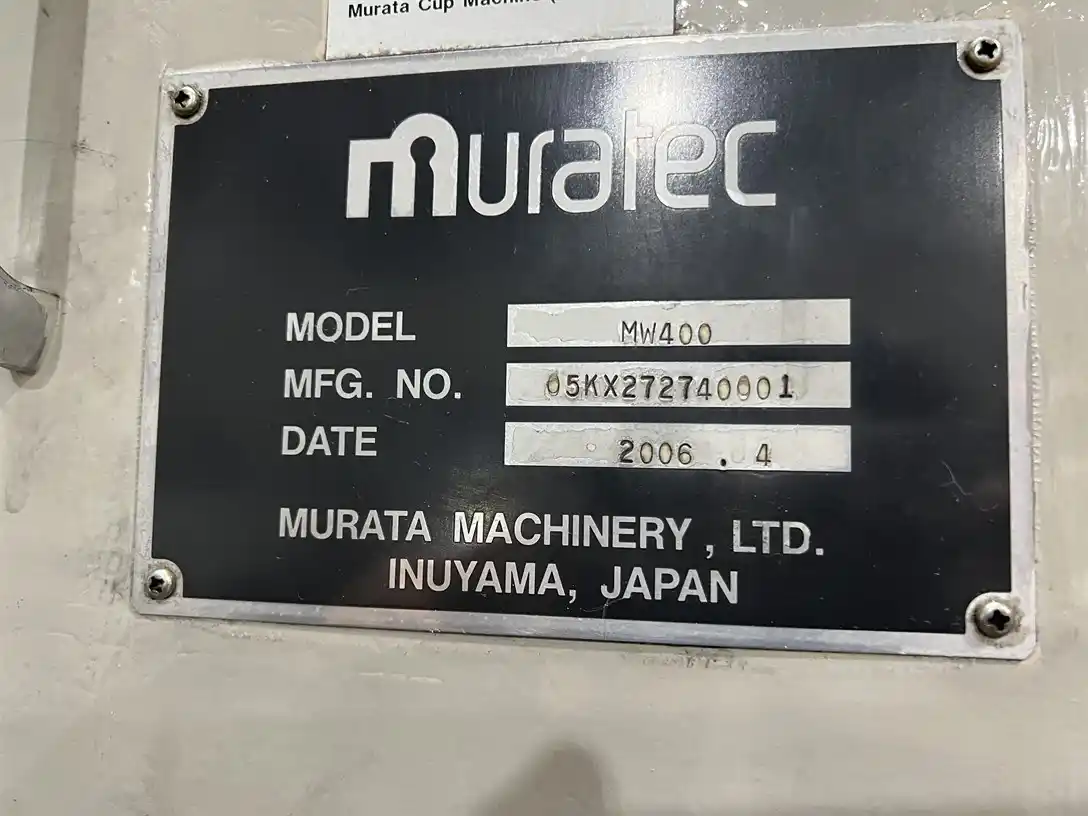 Murata Cup Machine (
muratec
MODEL MW400
MFG. NO. 05KX272740001
DATE 2006 . 4
MURATA MACHINERY, LTD.
INUYAMA, JAPAN